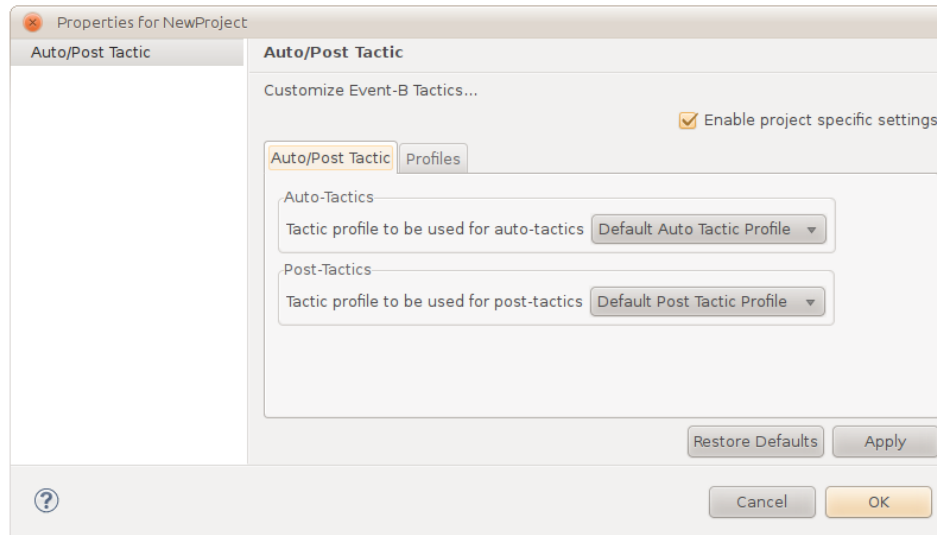 Properties for NewProject
Auto/Post Tactic
Auto/Post Tactic
Customize Event-B Tactics...
Enable project specific settings
Auto/Post Tactic Profiles
Auto-Tactics
Tactic profile to be used for auto-tactics Default Auto Tactic Profile
Post-Tactics
Tactic profile to be used for post-tactics Default Post Tactic Profile
Restore Defaults Apply
? Cancel OK